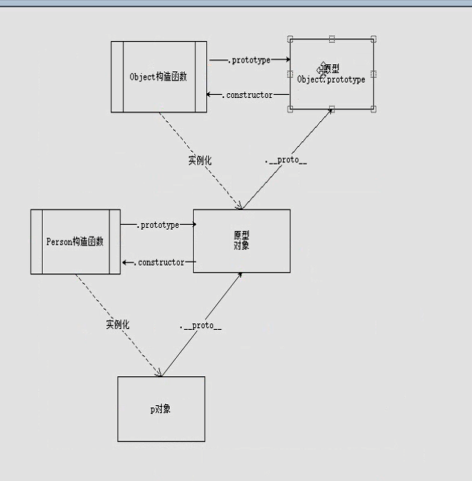 Object构造函数
.prototype
原型
Object.prototype
.constructor
实例化
.__proto__
Person构造函数
.prototype
原型
对象
.constructor
实例化
.__proto__
p对象